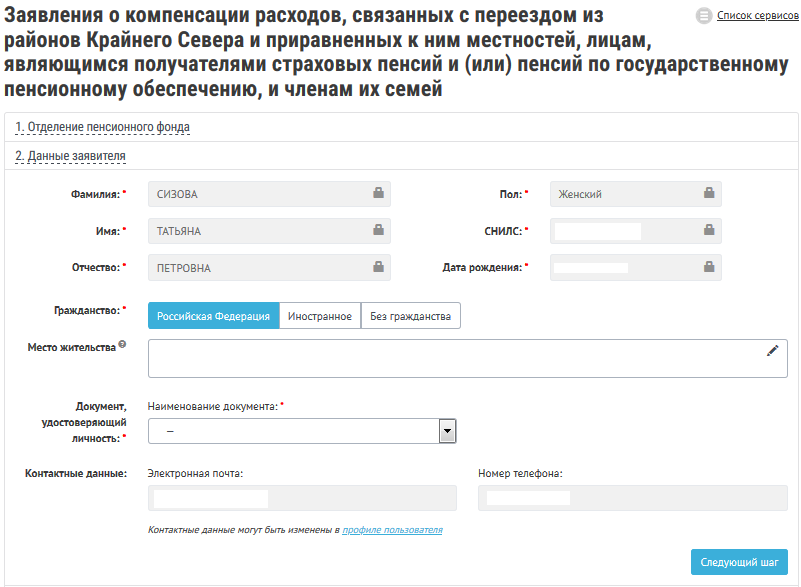 Заявления о компенсации расходов, связанных с переездом из
Список сервисов
районов Крайнего Севера и приравненных к ним местностей, лицам,
являющимся получателями страховых пенсий и (или) пенсий по государственному
пенсионному обеспечению, и членам их семей
1. Отделение пенсионного фонда
2. Данные заявителя
Фамилия: * СИЗОВА Пол: * Женский
Имя: * ТАТЬЯНА СНИЛС: *
Отчество: * ПЕТРОВНА Дата рождения: *
Гражданство: * Российская Федерация Иностранное Без гражданства
Место жительства ?
Документ, Наименование документа: *
удостоверяющий –
личность: *
Контактные данные: Электронная почта: Номер телефона:
Контактные данные могут быть изменены в профиле пользователя
Следующий шаг